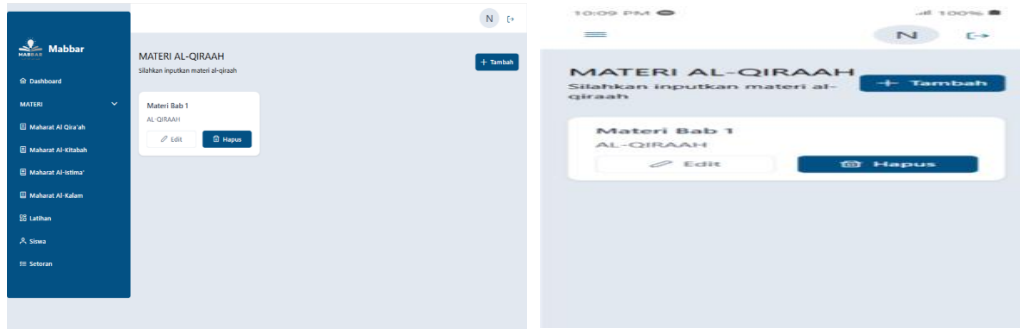 N
MABBAR
Mabbar
Dashboard
MATERI
Maharat Al Qira'ah
Maharat Al-Kitabah
Maharat Al-Istima'
Maharat Al-Kalam
Latihan
Siswa
Setoran
MATERI AL-QIRAAH
Silahkan inputkan materi al-qiraah
+ Tambah
Materi Bab 1
AL-QIRAAH
Edit
Hapus
10:09 PM
100%
N
MATERI AL-QIRAAH
Silahkan inputkan materi al-
qiraah
+ Tambah
Materi Bab 1
AL-QIRAAH
Edit
Hapus